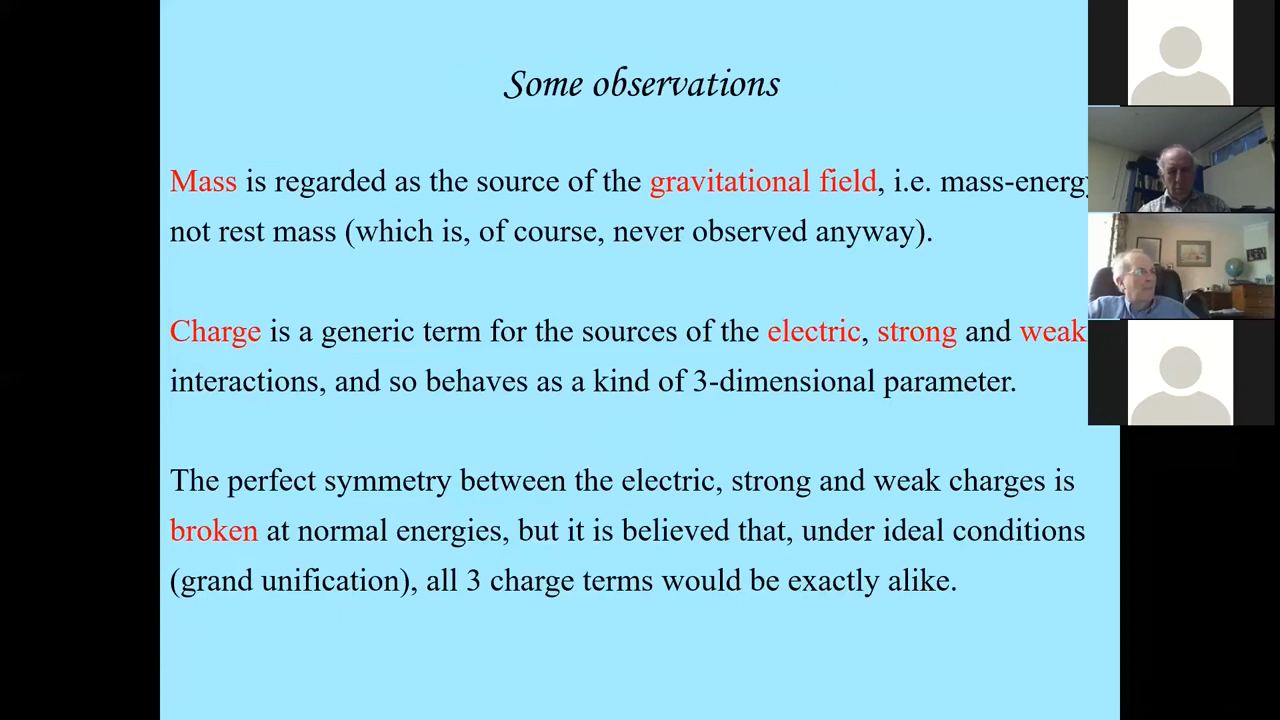 Some observations
Mass is regarded as the source of the gravitational field, i.e. mass-energy
not rest mass (which is, of course, never observed anyway).
Charge is a generic term for the sources of the electric, strong and weak
interactions, and so behaves as a kind of 3-dimensional parameter.
The perfect symmetry between the electric, strong and weak charges is
broken at normal energies, but it is believed that, under ideal conditions
(grand unification), all 3 charge terms would be exactly alike.